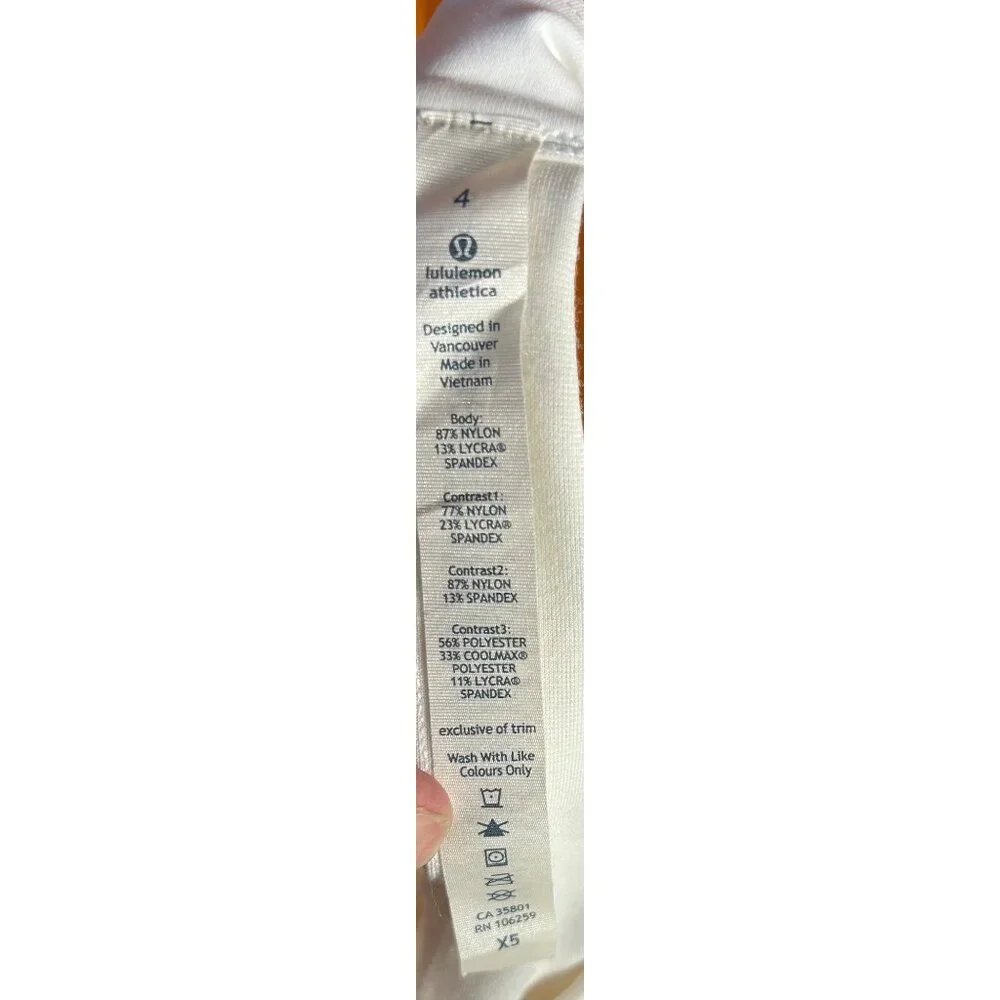 4
lululemon
athletica
Designed in
Vancouver
Made in
Vietnam
Body:
87% NYLON
13% LYCRA®
SPANDEX
Contrast1:
77% NYLON
23% LYCRA®
SPANDEX
Contrast2:
87% NYLON
13% SPANDEX
Contrast3:
56% POLYESTER
33% COOLMAX®
POLYESTER
11% LYCRA®
SPANDEX
exclusive of trim
Wash With Like
Colours Only
CA 35801
RN 106259
X5